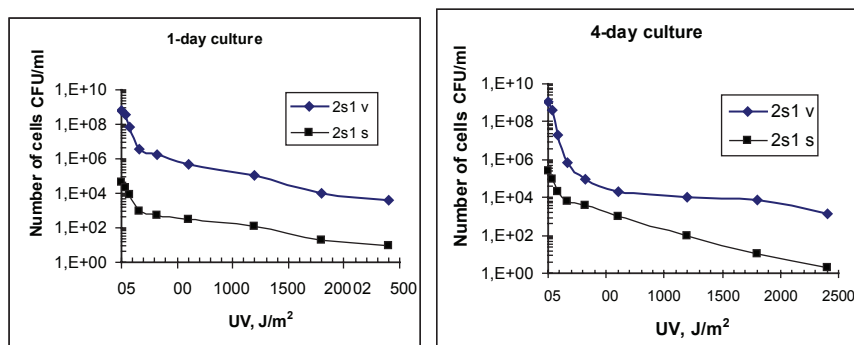 1-day culture
Number of cells CFU/ml
1,E+10
1,E+08
1,E+06
1,E+04
1,E+02
1,E+00
2s1 v
2s1 s
05 00 1000 1500 20002 500
UV, J/m²
4-day culture
Number of cells CFU/ml
1,E+10
1,E+08
1,E+06
1,E+04
1,E+02
1,E+00
2s1 v
2s1 s
05 00 1000 1500 2000 2500
UV, J/m²